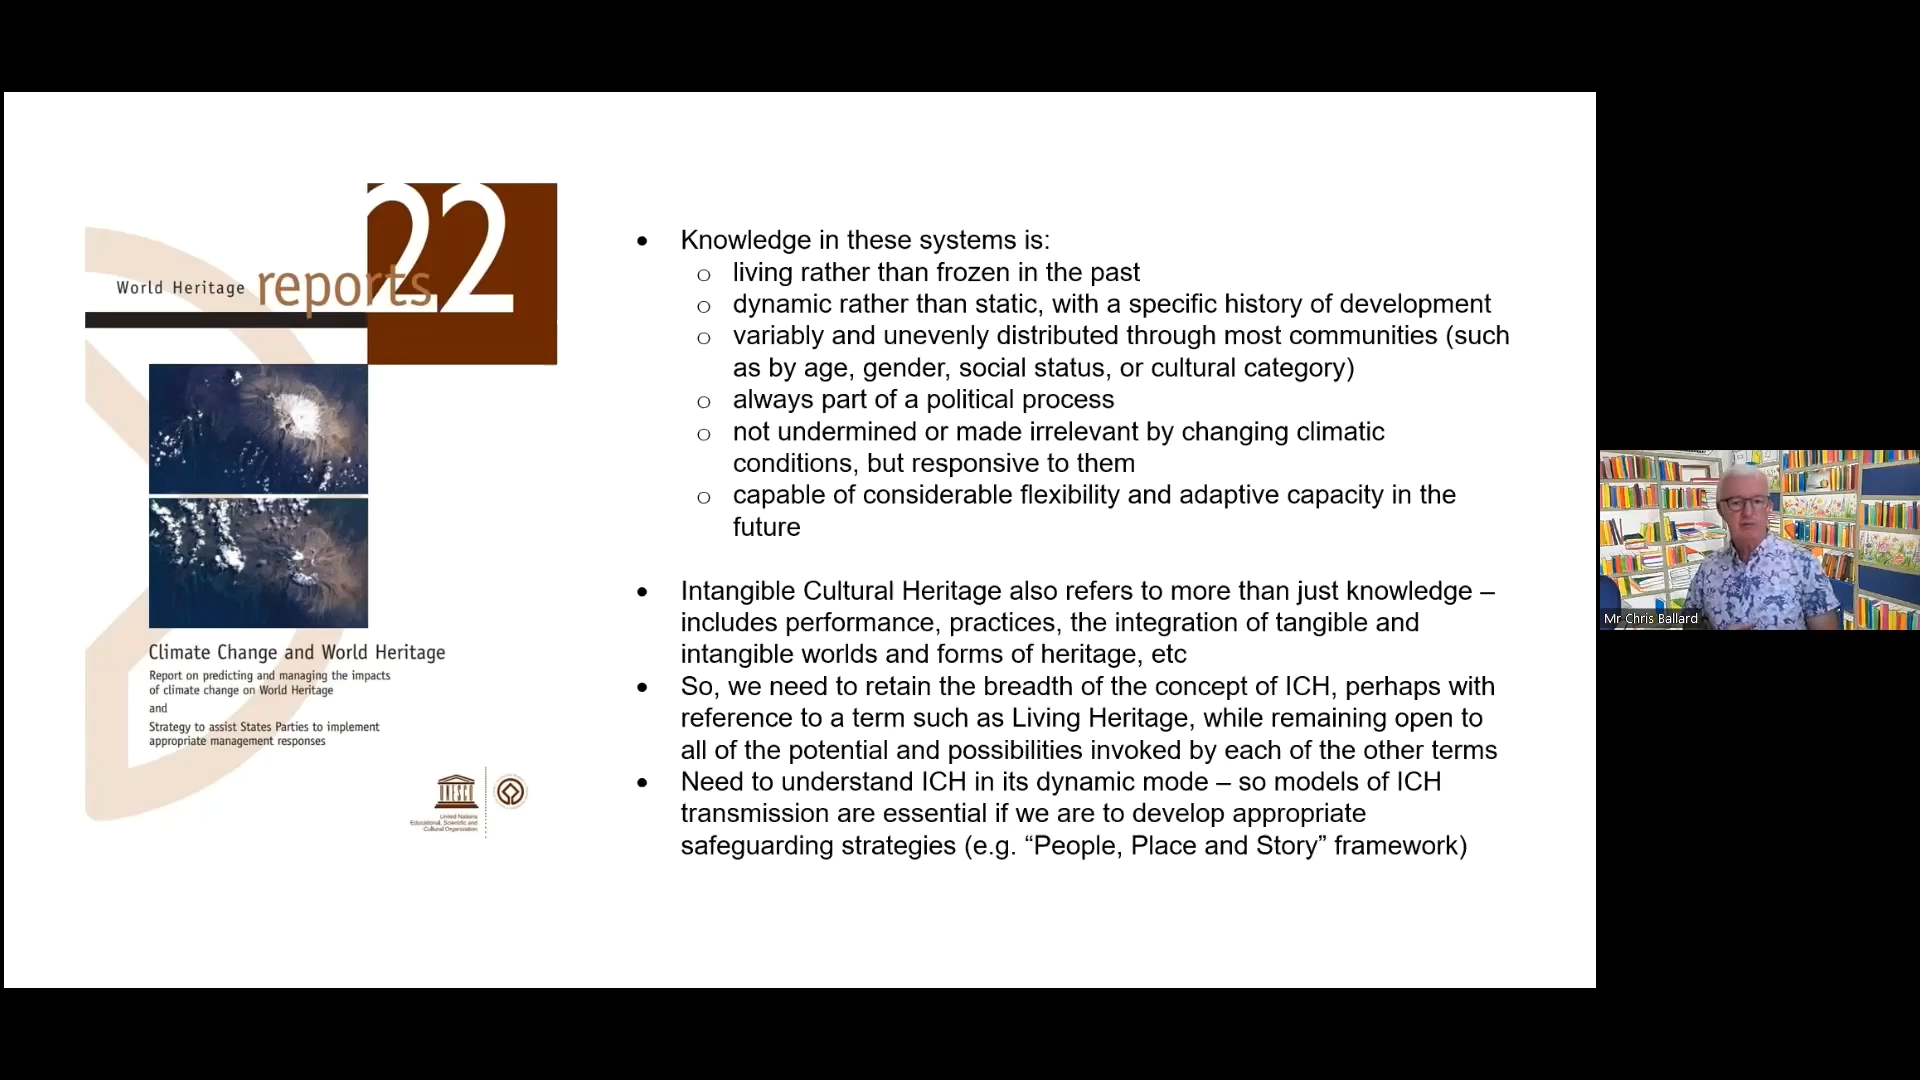 22
World Heritage reports
Climate Change and World Heritage
Report on predicting and managing the impacts
of climate change on World Heritage
and
Strategy to assist States Parties to implement
appropriate management responses
UNESCO
United Nations
Educational, Scientific and
Cultural Organization
• Knowledge in these systems is:
o living rather than frozen in the past
o dynamic rather than static, with a specific history of development
o variably and unevenly distributed through most communities (such
as by age, gender, social status, or cultural category)
o always part of a political process
o not undermined or made irrelevant by changing climatic
conditions, but responsive to them
o capable of considerable flexibility and adaptive capacity in the
future
• Intangible Cultural Heritage also refers to more than just knowledge –
includes performance, practices, the integration of tangible and
intangible worlds and forms of heritage, etc
• So, we need to retain the breadth of the concept of ICH, perhaps with
reference to a term such as Living Heritage, while remaining open to
all of the potential and possibilities invoked by each of the other terms
• Need to understand ICH in its dynamic mode – so models of ICH
transmission are essential if we are to develop appropriate
safeguarding strategies (e.g. “People, Place and Story” framework)
Mr Chris Ballard